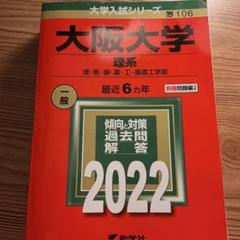 大学入試シリーズ
106
大阪大学
理系
理・医・歯・薬・工・基礎工学部
最近6カ年
別冊問題編
一般
傾向と対策
過去問
解答
2022
教学社